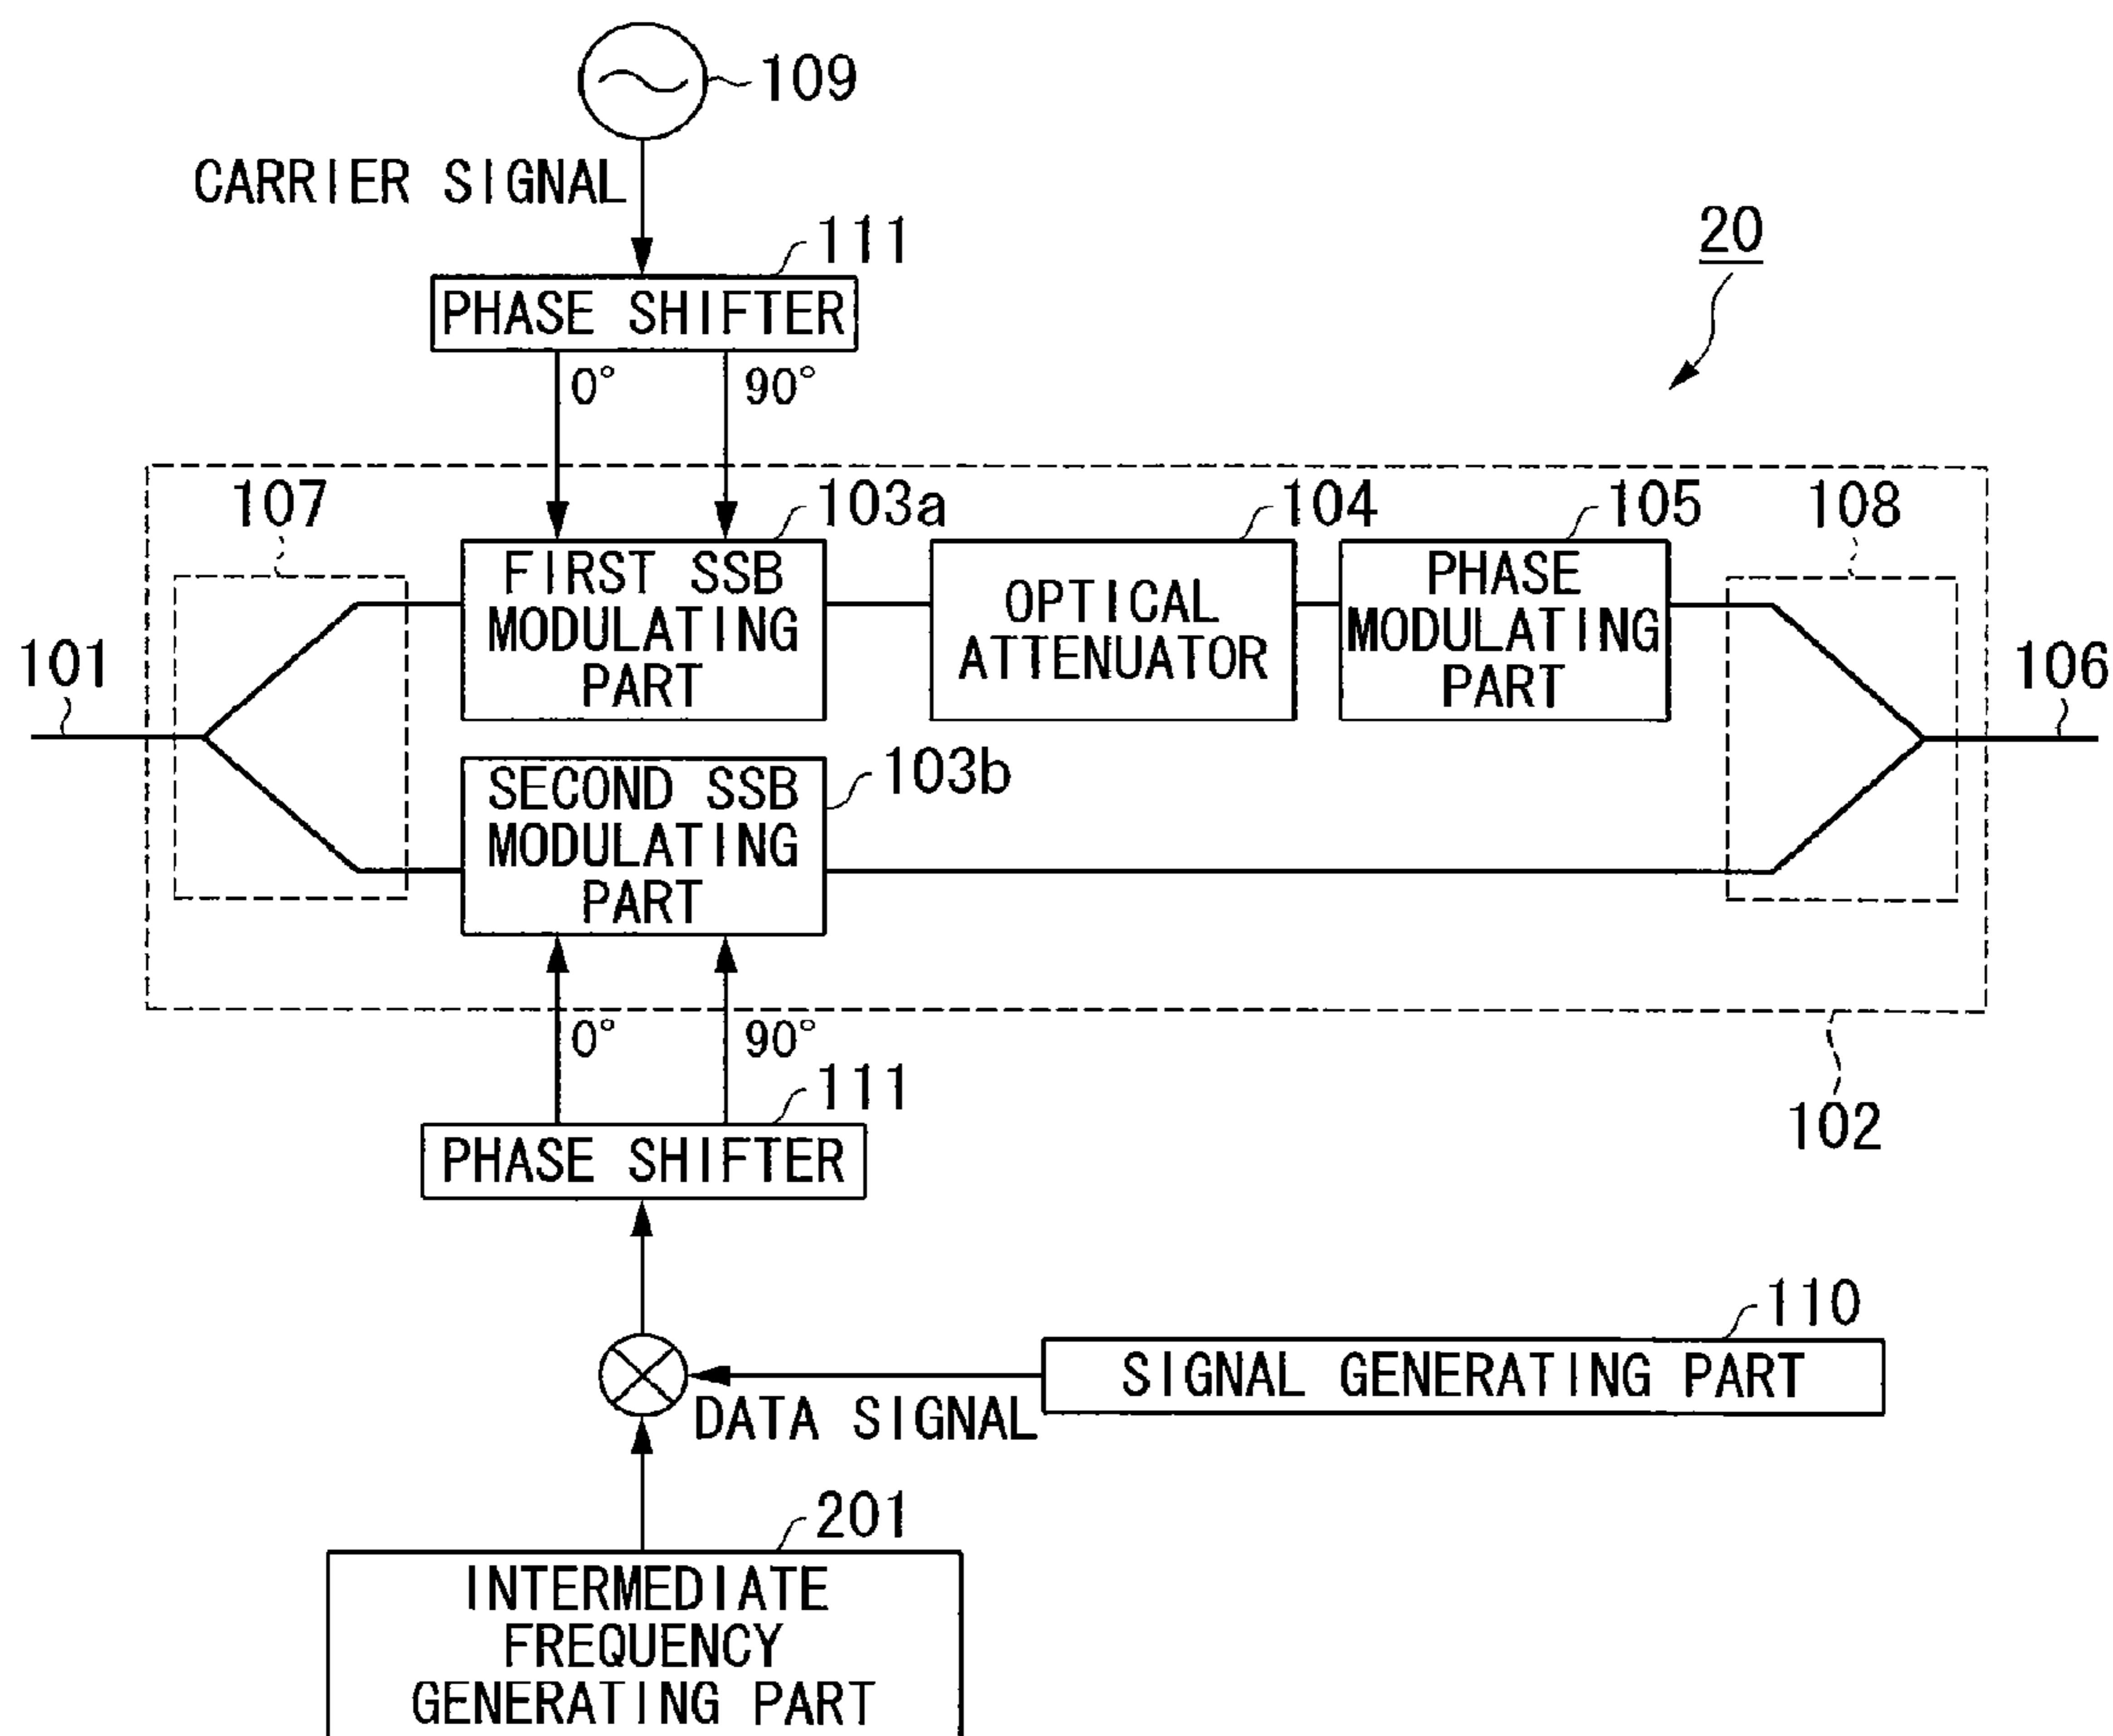 109
CARRIER SIGNAL
111
20
PHASE SHIFTER
0° 90°
107 103a 104 105 108
FIRST SSB
MODULATING
PART
OPTICAL
ATTENUATOR
PHASE
MODULATING
PART
101
106
103b
SECOND SSB
MODULATING
PART
0° 90°
111
102
PHASE SHIFTER
110
SIGNAL GENERATING PART
DATA SIGNAL
201
INTERMEDIATE
FREQUENCY
GENERATING PART